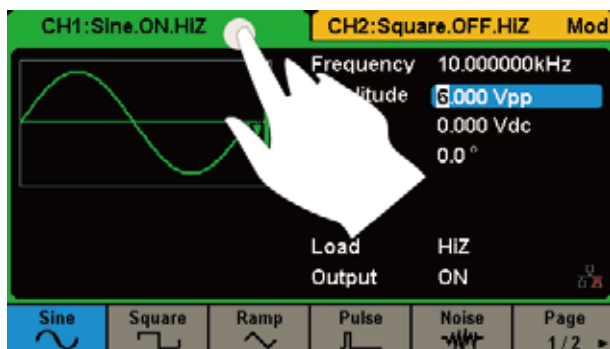 CH1:Sine.ON.HiZ CH2:Square.OFF.HiZ Mod
Frequency 10.000000kHz
6.000 Vpp
0.000 Vdc
0.0 °
Load HiZ
Output ON
Sine Square Ramp Pulse Noise Page
1/2